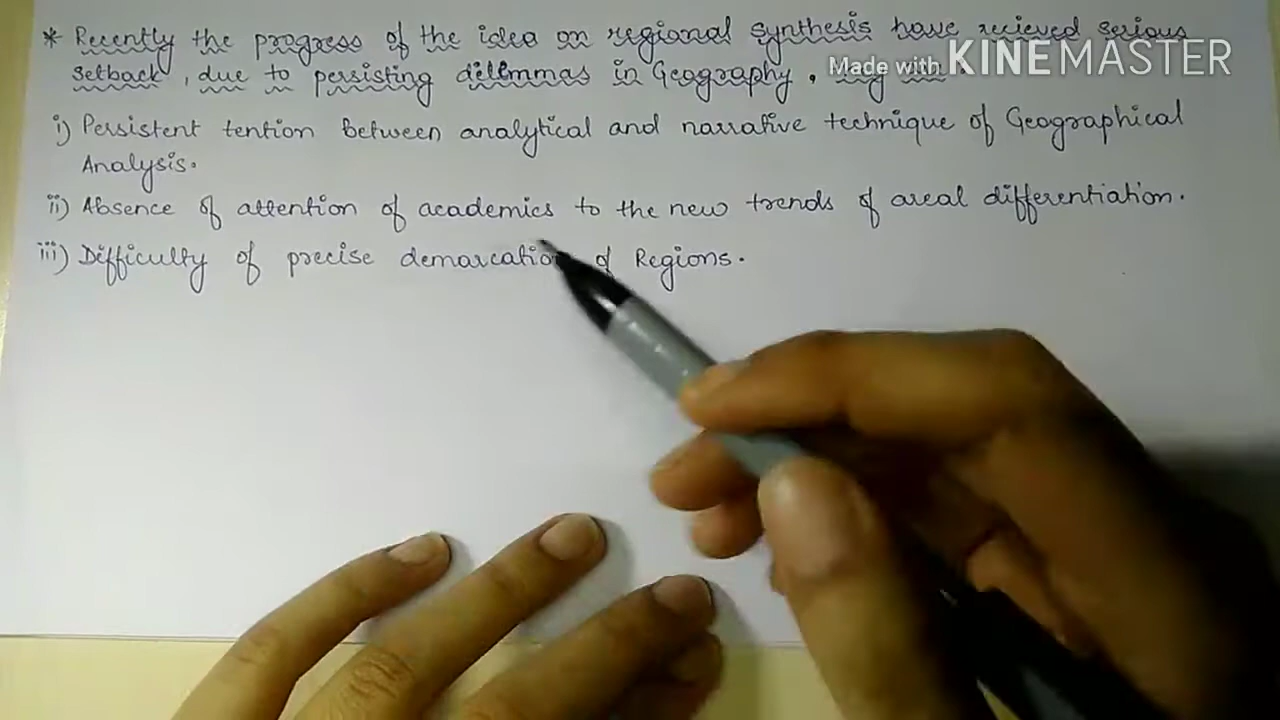 * Recently the progress of the idea on regional synthesis have recieved serious
setback, due to persisting dilemmas in Geography.
Made with KINEMASTER
i) Persistent tention between analytical and narrative technique of Geographical
Analysis.
ii) Absence of attention of academics to the new trends of areal differentiation.
iii) Difficulty of precise demarcation of Regions.